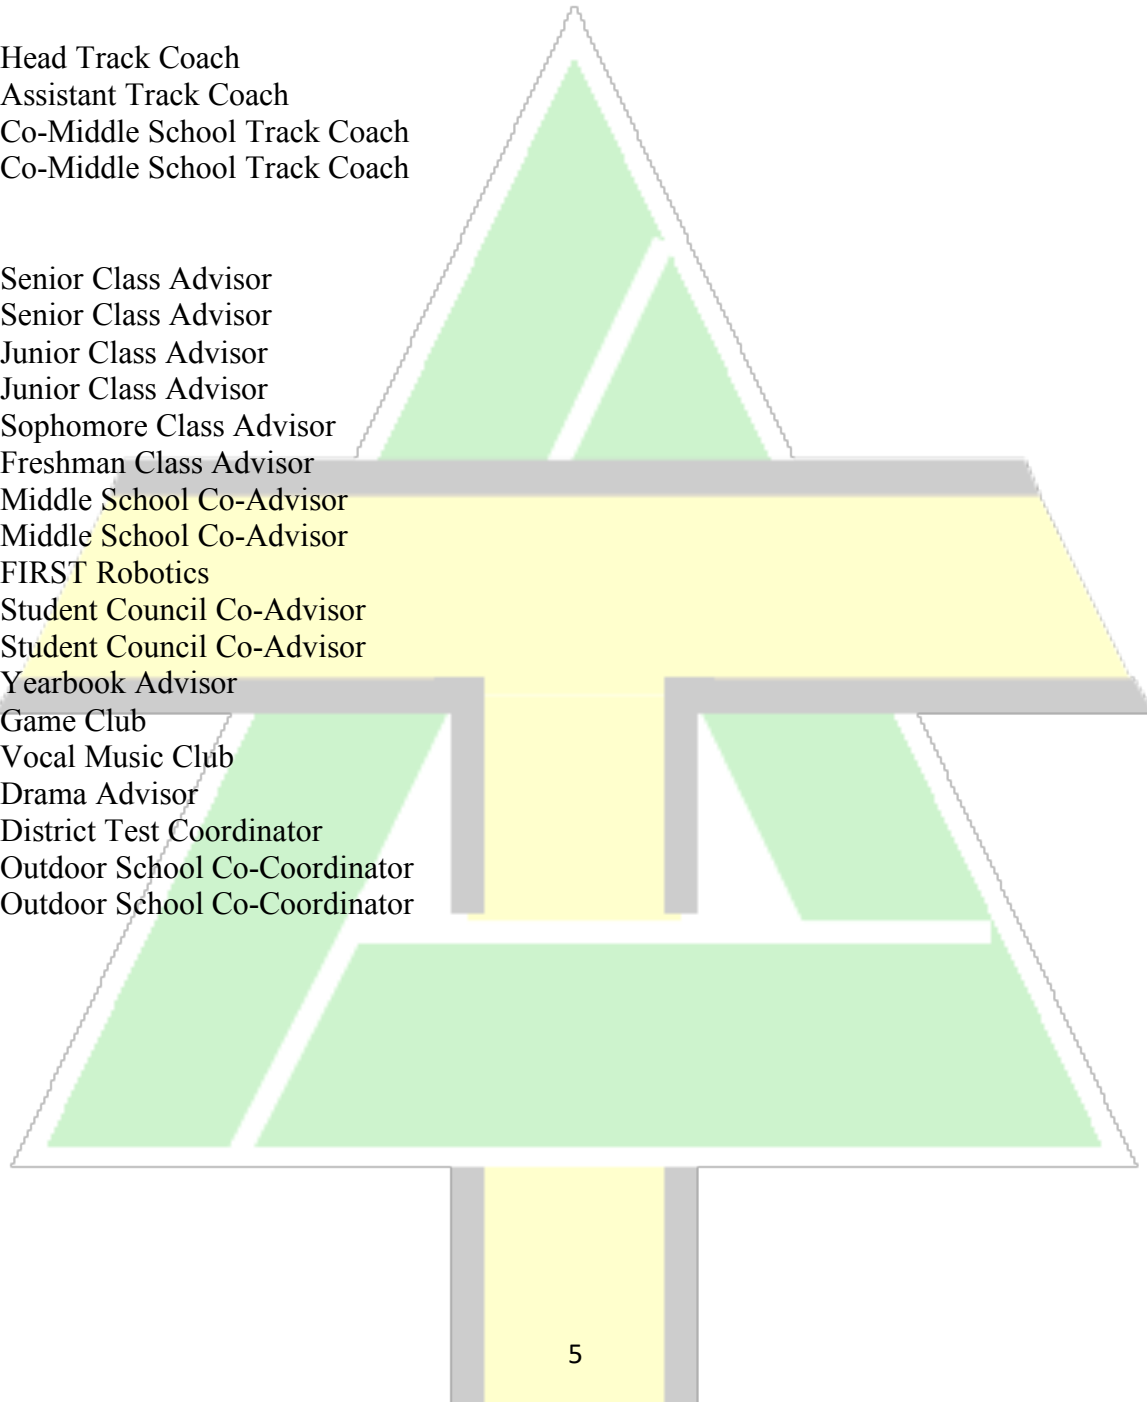 Head Track Coach
Assistant Track Coach
Co-Middle School Track Coach
Co-Middle School Track Coach
Senior Class Advisor
Senior Class Advisor
Junior Class Advisor
Junior Class Advisor
Sophomore Class Advisor
Freshman Class Advisor
Middle School Co-Advisor
Middle School Co-Advisor
FIRST Robotics
Student Council Co-Advisor
Student Council Co-Advisor
Yearbook Advisor
Game Club
Vocal Music Club
Drama Advisor
District Test Coordinator
Outdoor School Co-Coordinator
Outdoor School Co-Coordinator
5